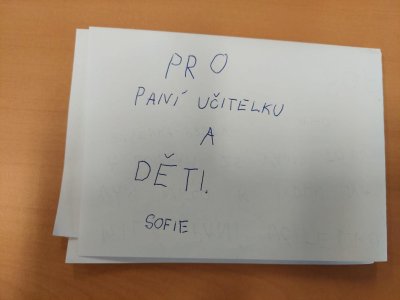 PRO
PANÍ UČITELKU
A
DĚTI.
SOFIE